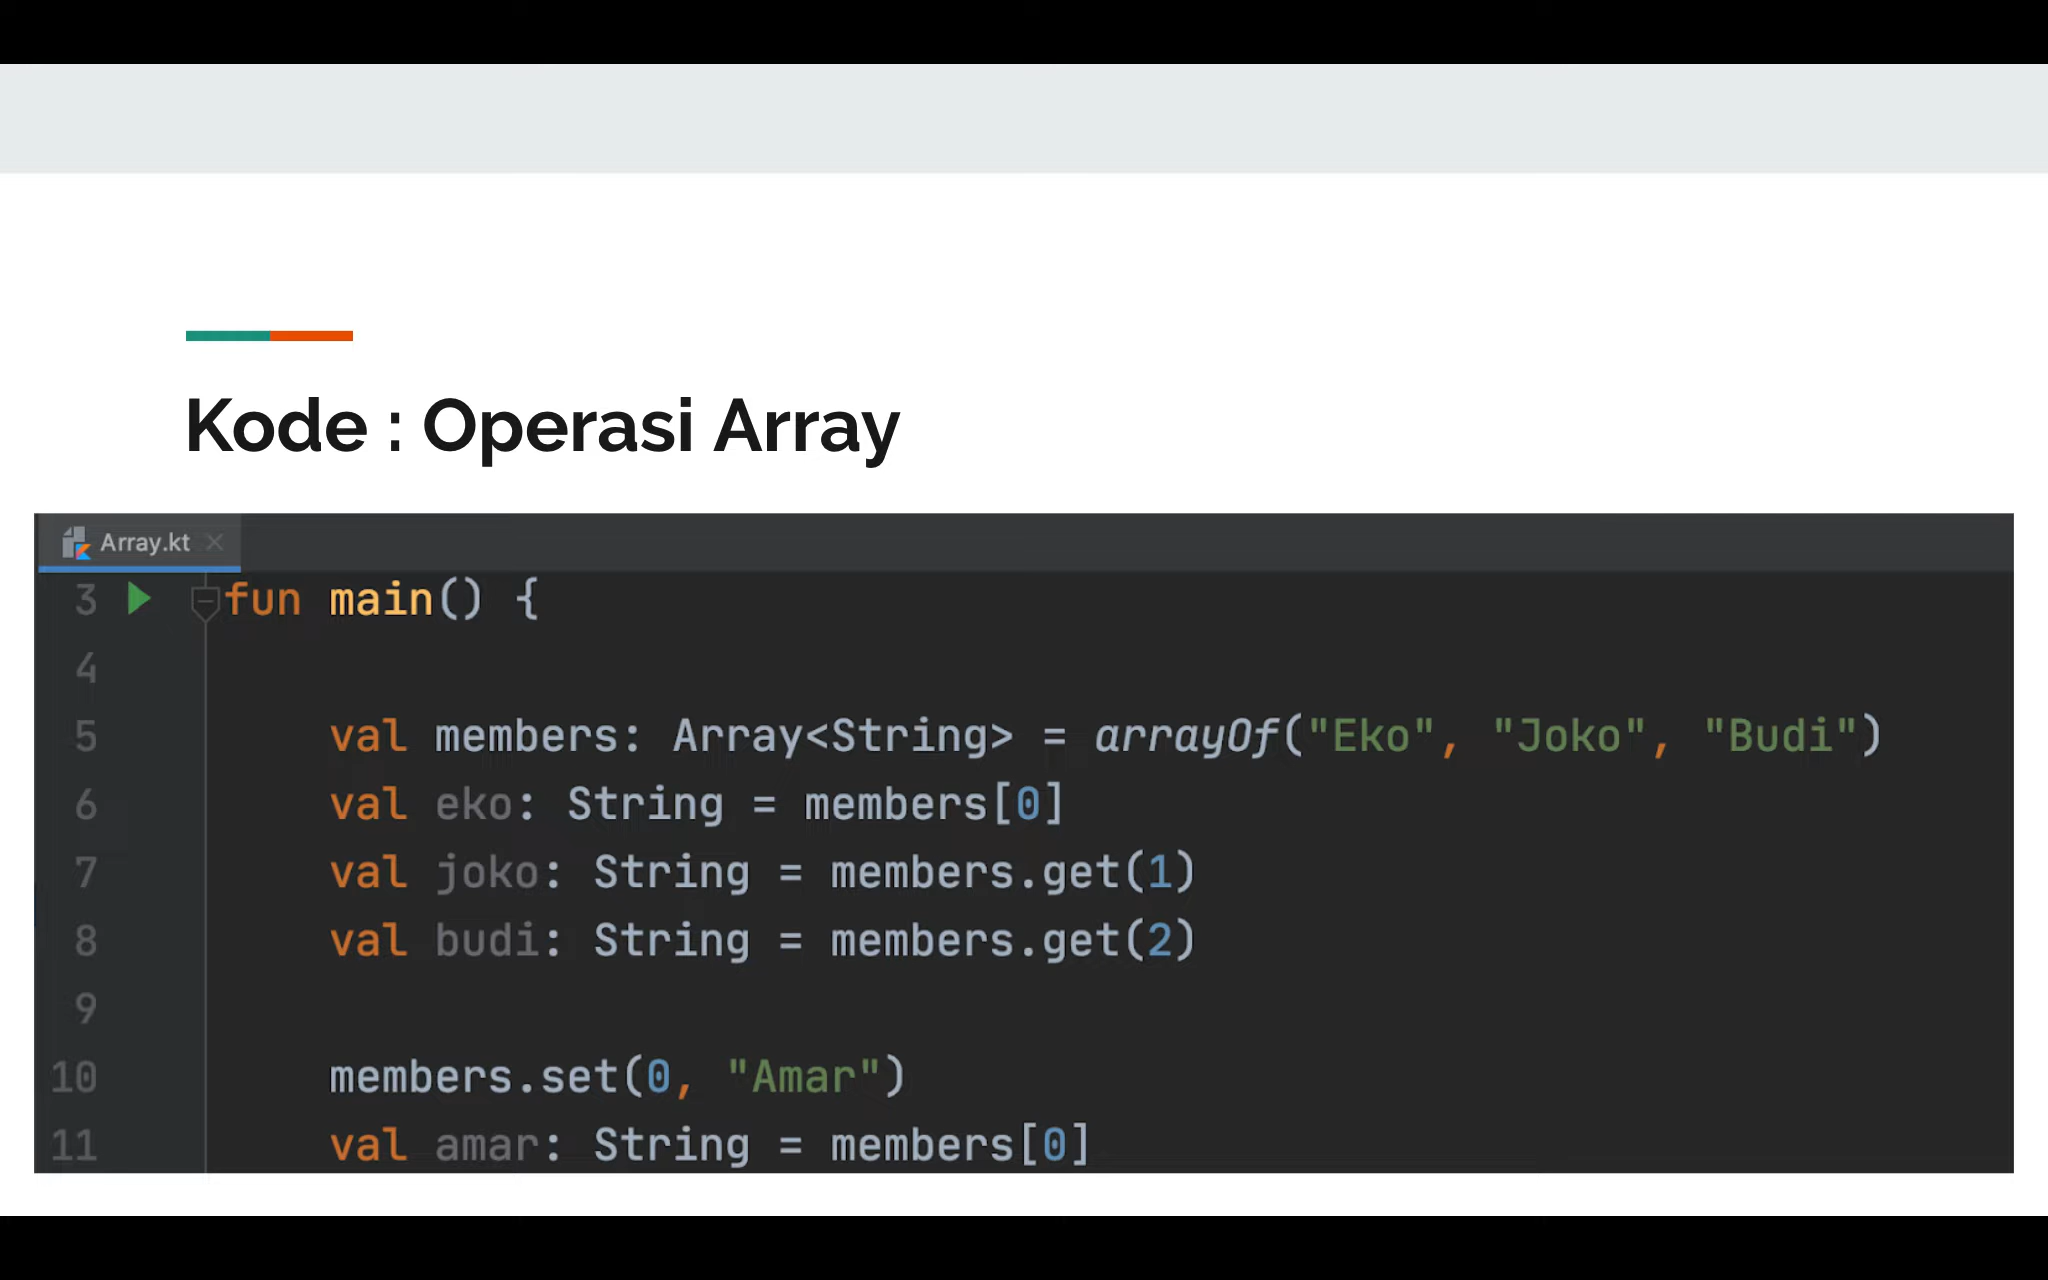 Kode : Operasi Array
Array.kt
3 fun main() {
4
5 val members: Array<String> = arrayOf("Eko", "Joko", "Budi")
6 val eko: String = members[0]
7 val joko: String = members.get(1)
8 val budi: String = members.get(2)
9
10 members.set(0, "Amar")
11 val amar: String = members[0]